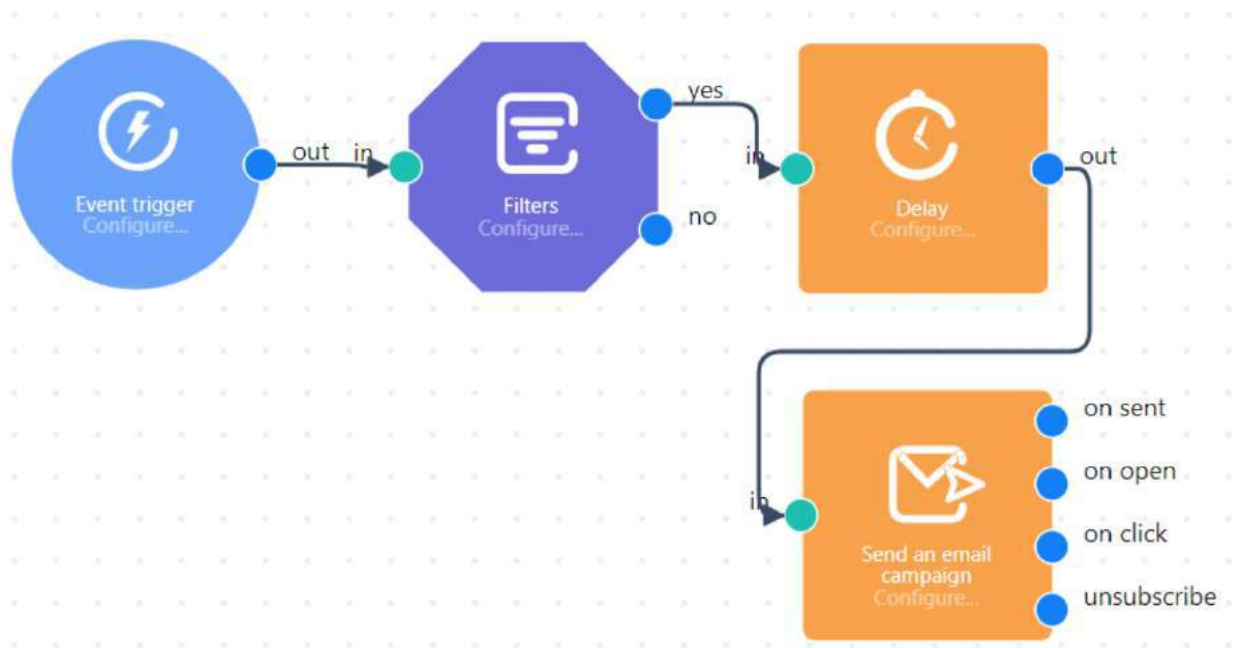 Event trigger
Configure...
out
in
Filters
Configure...
yes
no
in
Delay
Configure...
out
in
Send an email
campaign
Configure...
on sent
on open
on click
unsubscribe